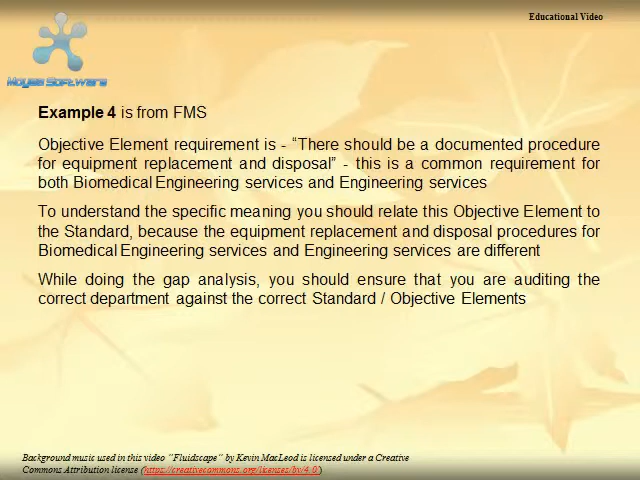 Educational Video
Moyea Software
Example 4 is from FMS
Objective Element requirement is - “There should be a documented procedure
for equipment replacement and disposal” - this is a common requirement for
both Biomedical Engineering services and Engineering services
To understand the specific meaning you should relate this Objective Element to
the Standard, because the equipment replacement and disposal procedures for
Biomedical Engineering services and Engineering services are different
While doing the gap analysis, you should ensure that you are auditing the
correct department against the correct Standard / Objective Elements
Background music used in this video "Fluidscape" by Kevin MacLeod is licensed under a Creative
Commons Attribution license (https://creativecommons.org/licenses/by/4.0/)